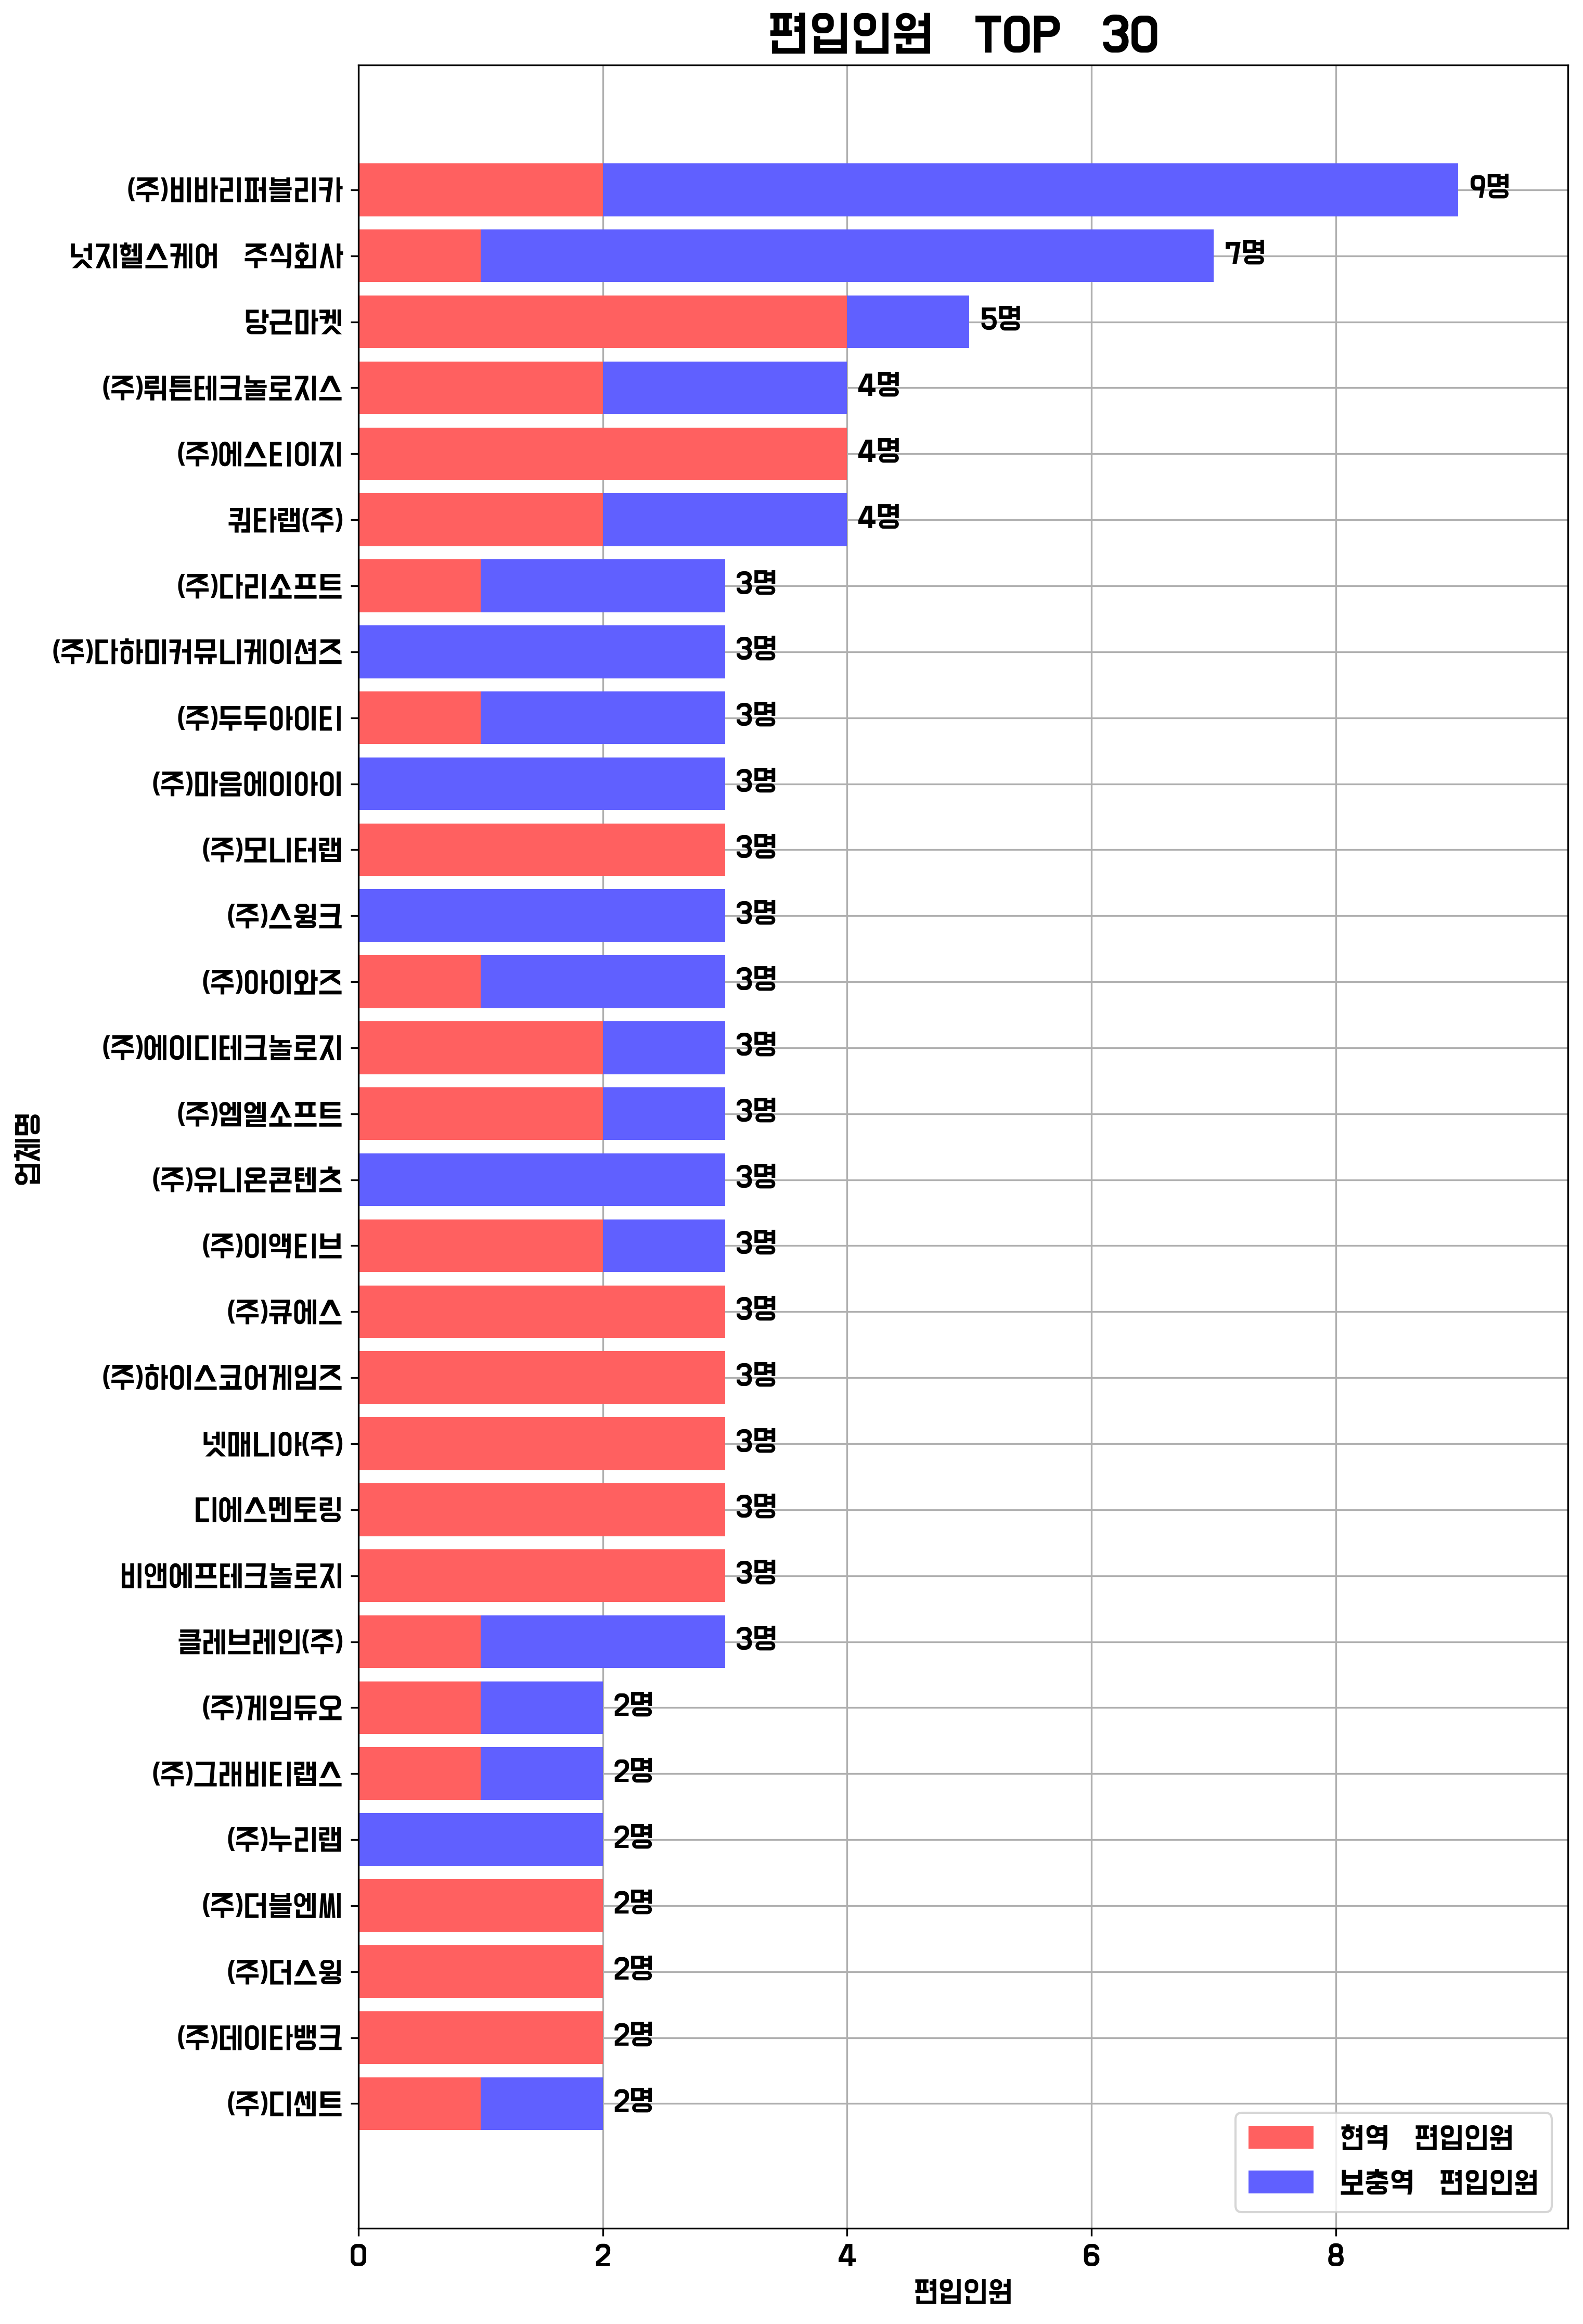 편입인원 TOP 30
(주)비바리퍼블리카 9명
넛지헬스케어 주식회사 7명
당근마켓 5명
(주)뤼튼테크놀로지스 4명
(주)에스티이지 4명
쿼타랩(주) 4명
(주)다리소프트 3명
(주)다하미커뮤니케이션즈 3명
(주)두두아이티 3명
(주)마음에이아이 3명
(주)모니터랩 3명
(주)스윙크 3명
(주)아이와즈 3명
(주)에이디테크놀로지 3명
(주)엠엘소프트 3명
(주)유니온콘텐츠 3명
(주)이액티브 3명
(주)큐에스 3명
(주)하이스코어게임즈 3명
넷매니아(주) 3명
디에스멘토링 3명
비앤에프테크놀로지 3명
클레브레인(주) 3명
(주)게임듀오 2명
(주)그래비티랩스 2명
(주)누리랩 2명
(주)더블엔씨 2명
(주)더스윙 2명
(주)데이타뱅크 2명
(주)디센트 2명
업체명
현역 편입인원
보충역 편입인원
0 2 4 6 8
편입인원